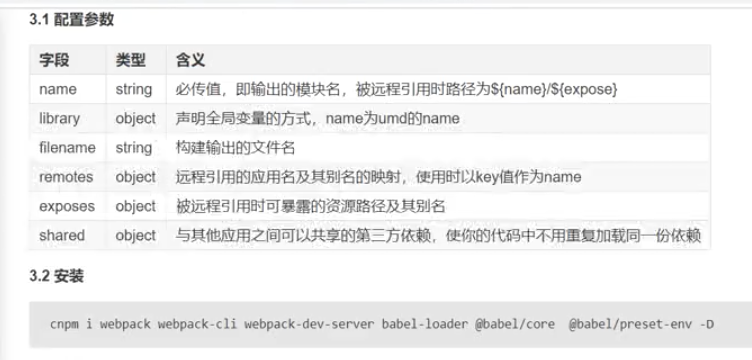 3.1 配置参数
字段 类型 含义
name string 必传值，即输出的模块名，被远程引用时路径为${name}/${expose}
library object 声明全局变量的方式，name为umd的name
filename string 构建输出的文件名
remotes object 远程引用的应用名及其别名的映射，使用时以key值作为name
exposes object 被远程引用时可暴露的资源路径及其别名
shared object 与其他应用之间可以共享的第三方依赖，使你的代码中不用重复加载同一份依赖
3.2 安装
cnpm i webpack webpack-cli webpack-dev-server babel-loader @babel/core  @babel/preset-env -D